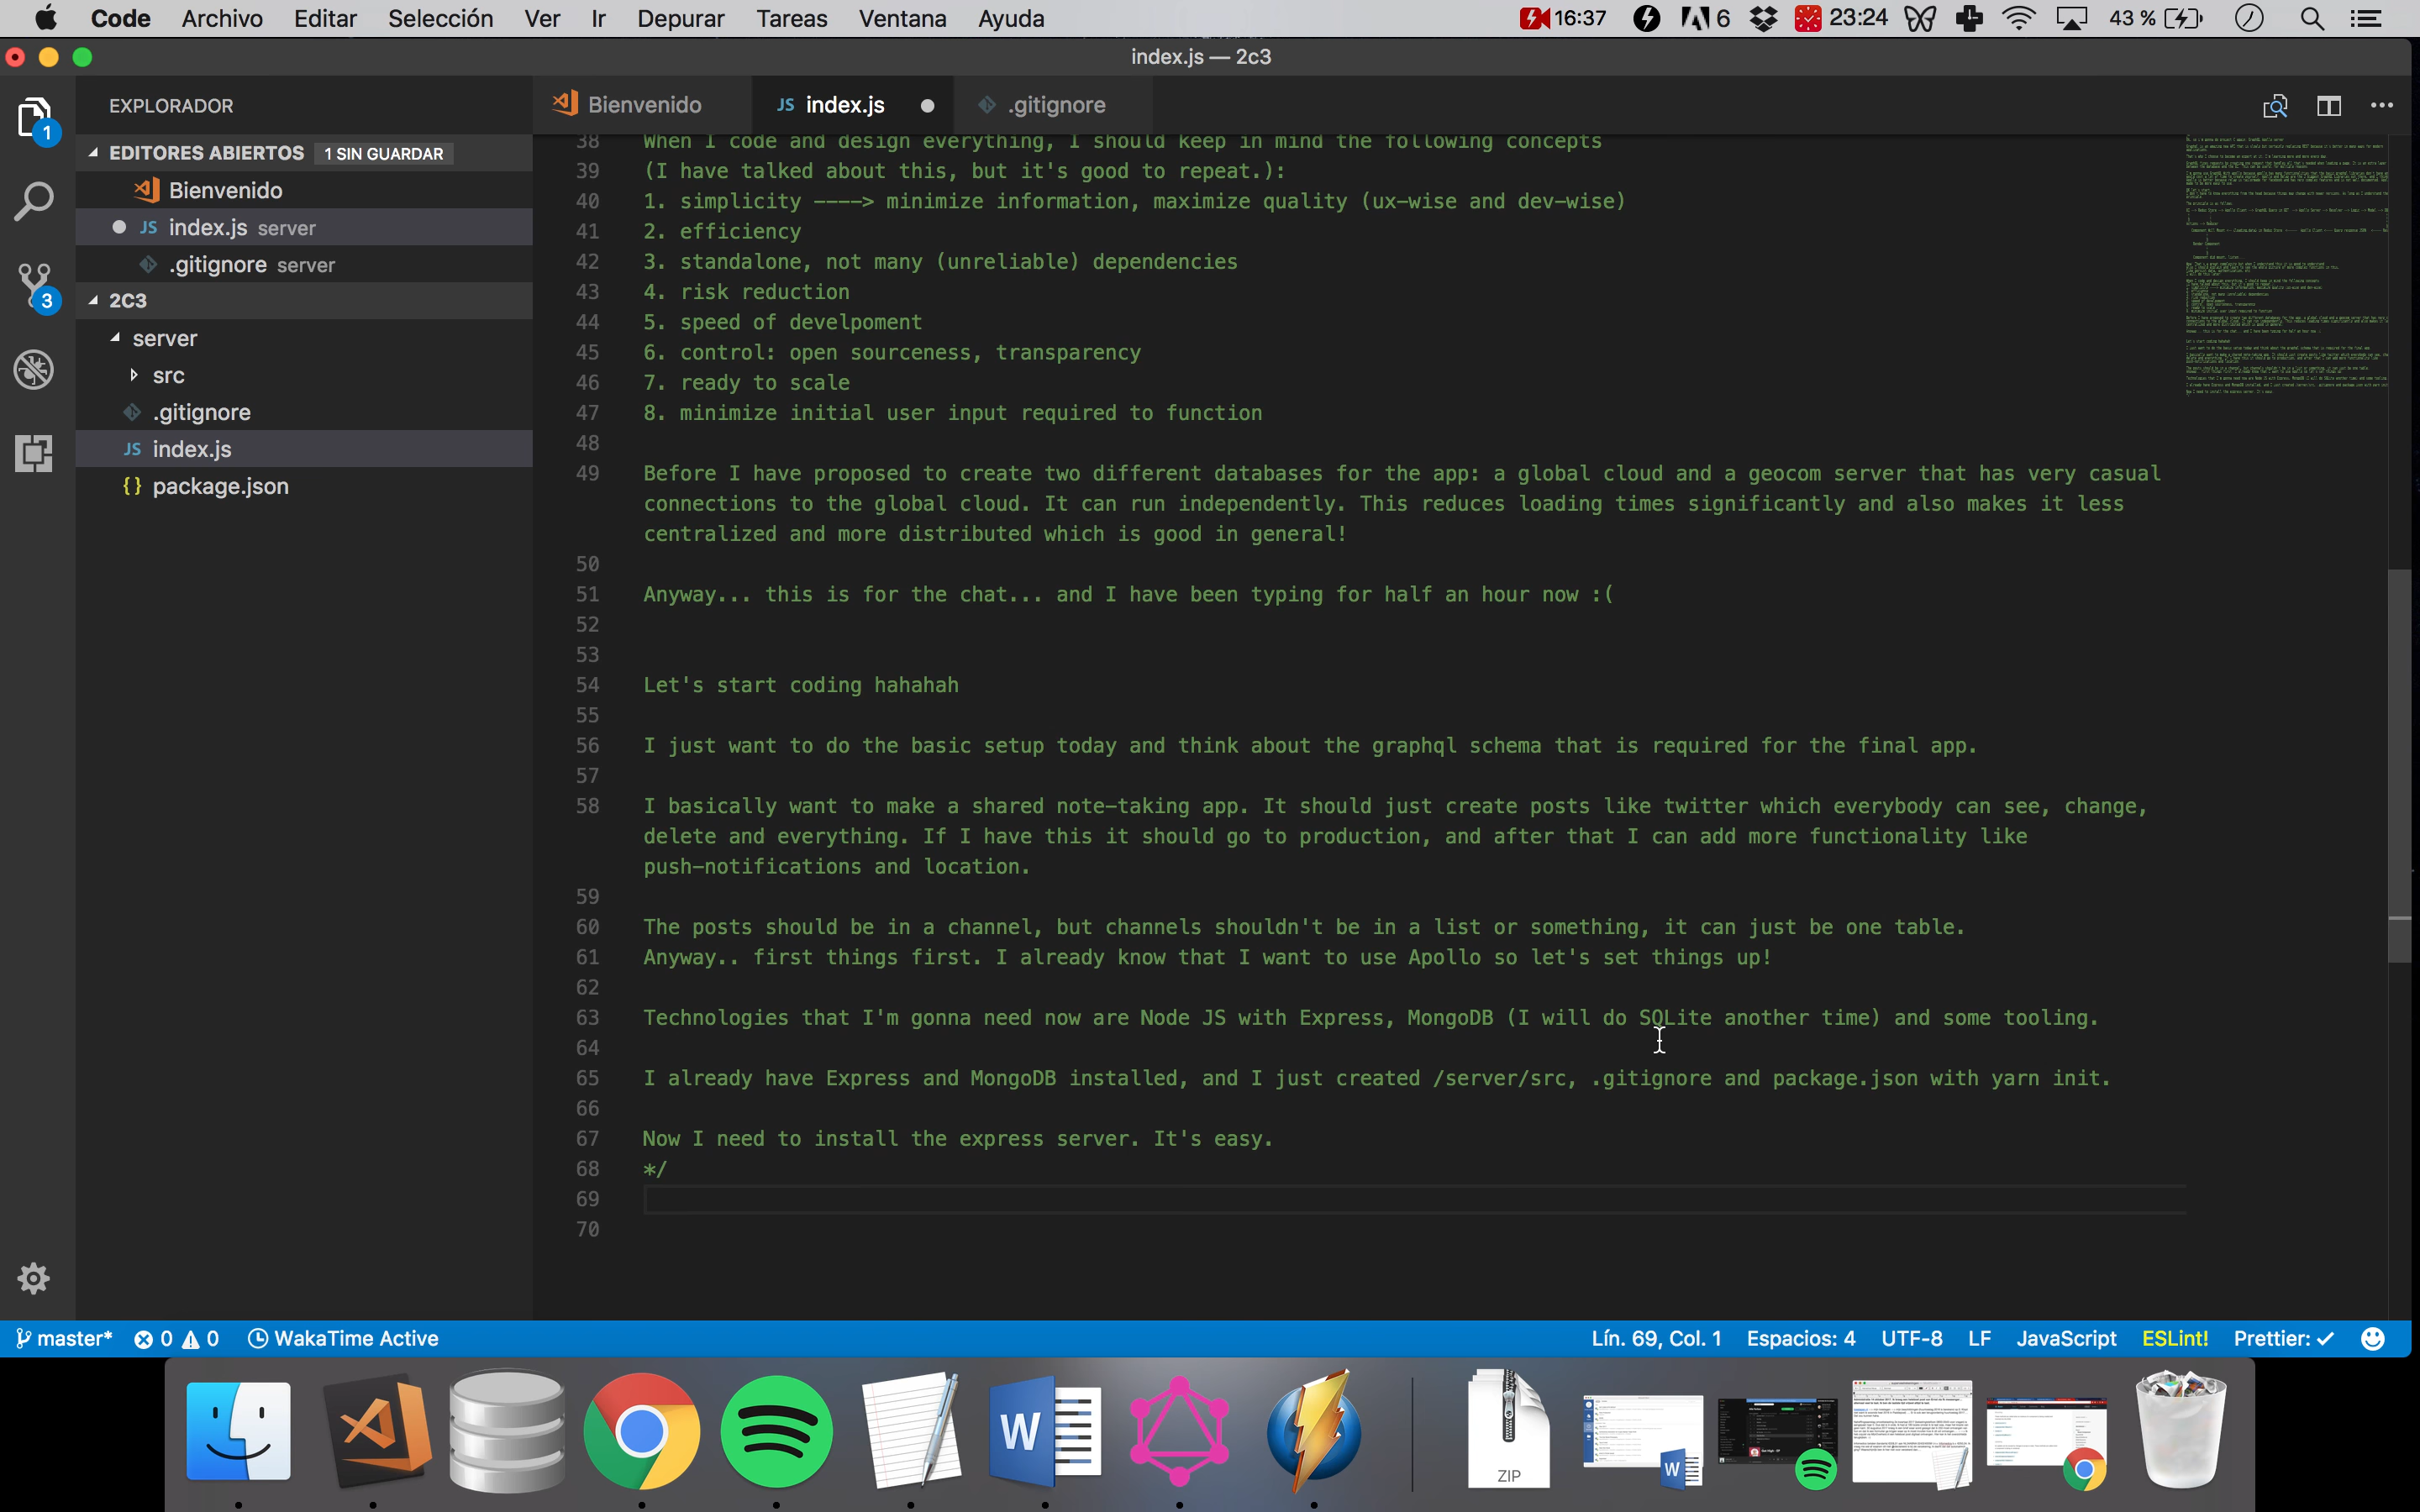 Code Archivo Editar Selección Ver Ir Depurar Tareas Ventana Ayuda 16:37 6 23:24 43 %
index.js — 2c3
EXPLORADOR
Bienvenido
JS index.js
.gitignore
1
EDITORES ABIERTOS 1 SIN GUARDAR
Bienvenido
JS index.js server
.gitignore server
3
2C3
server
src
.gitignore
JS index.js
{} package.json
38 When I code and design everything, I should keep in mind the following concepts
39 (I have talked about this, but it's good to repeat.):
40 1. simplicity ----> minimize information, maximize quality (ux-wise and dev-wise)
41 2. efficiency
42 3. standalone, not many (unreliable) dependencies
43 4. risk reduction
44 5. speed of develpoment
45 6. control: open sourceness, transparency
46 7. ready to scale
47 8. minimize initial user input required to function
48
49 Before I have proposed to create two different databases for the app: a global cloud and a geocom server that has very casual
connections to the global cloud. It can run independently. This reduces loading times significantly and also makes it less
centralized and more distributed which is good in general!
50
51 Anyway... this is for the chat... and I have been typing for half an hour now :(
52
53
54 Let's start coding hahahah
55
56 I just want to do the basic setup today and think about the graphql schema that is required for the final app.
57
58 I basically want to make a shared note-taking app. It should just create posts like twitter which everybody can see, change,
delete and everything. If I have this it should go to production, and after that I can add more functionality like
push-notifications and location.
59
60 The posts should be in a channel, but channels shouldn't be in a list or something, it can just be one table.
61 Anyway.. first things first. I already know that I want to use Apollo so let's set things up!
62
63 Technologies that I'm gonna need now are Node JS with Express, MongoDB (I will do SQLite another time) and some tooling.
64
65 I already have Express and MongoDB installed, and I just created /server/src, .gitignore and package.json with yarn init.
66
67 Now I need to install the express server. It's easy.
68 */
69
70
master* 0 0 WakaTime Active Lín. 69, Col. 1 Espacios: 4 UTF-8 LF JavaScript ESLint! Prettier: ✓
W
ZIP
W